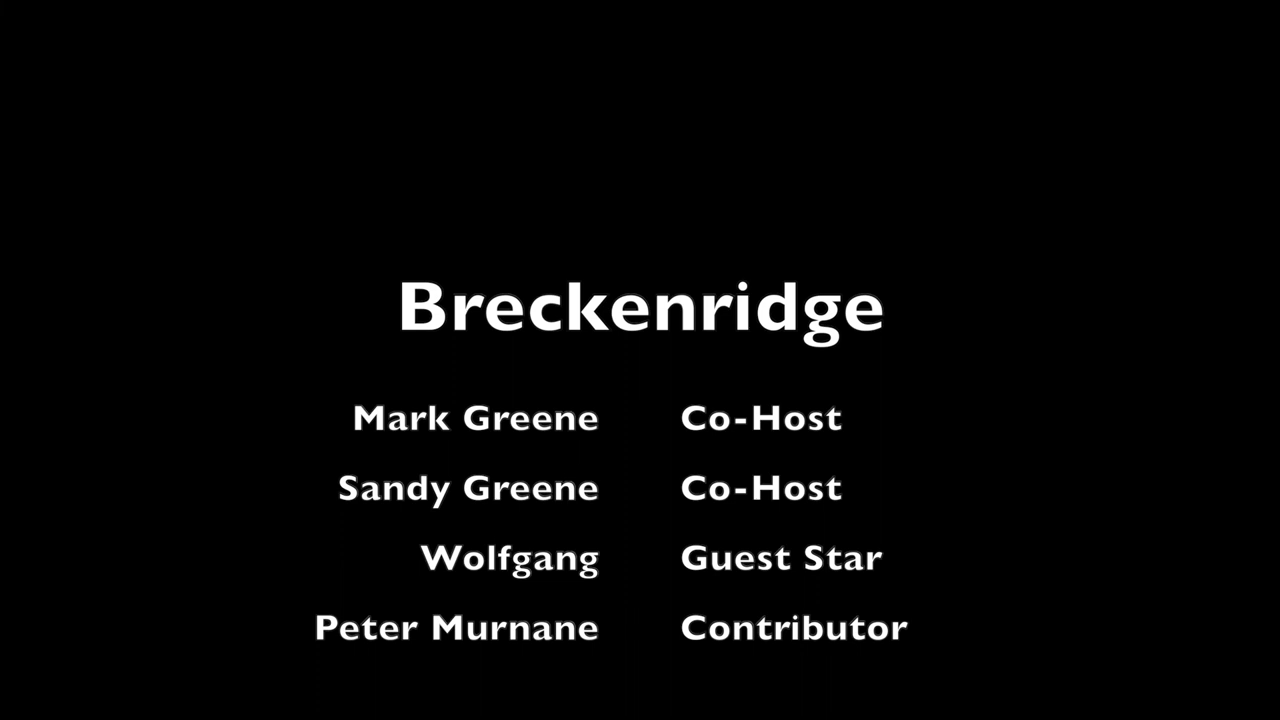 Breckenridge
Mark Greene Co-Host
Sandy Greene Co-Host
Wolfgang Guest Star
Peter Murnane Contributor